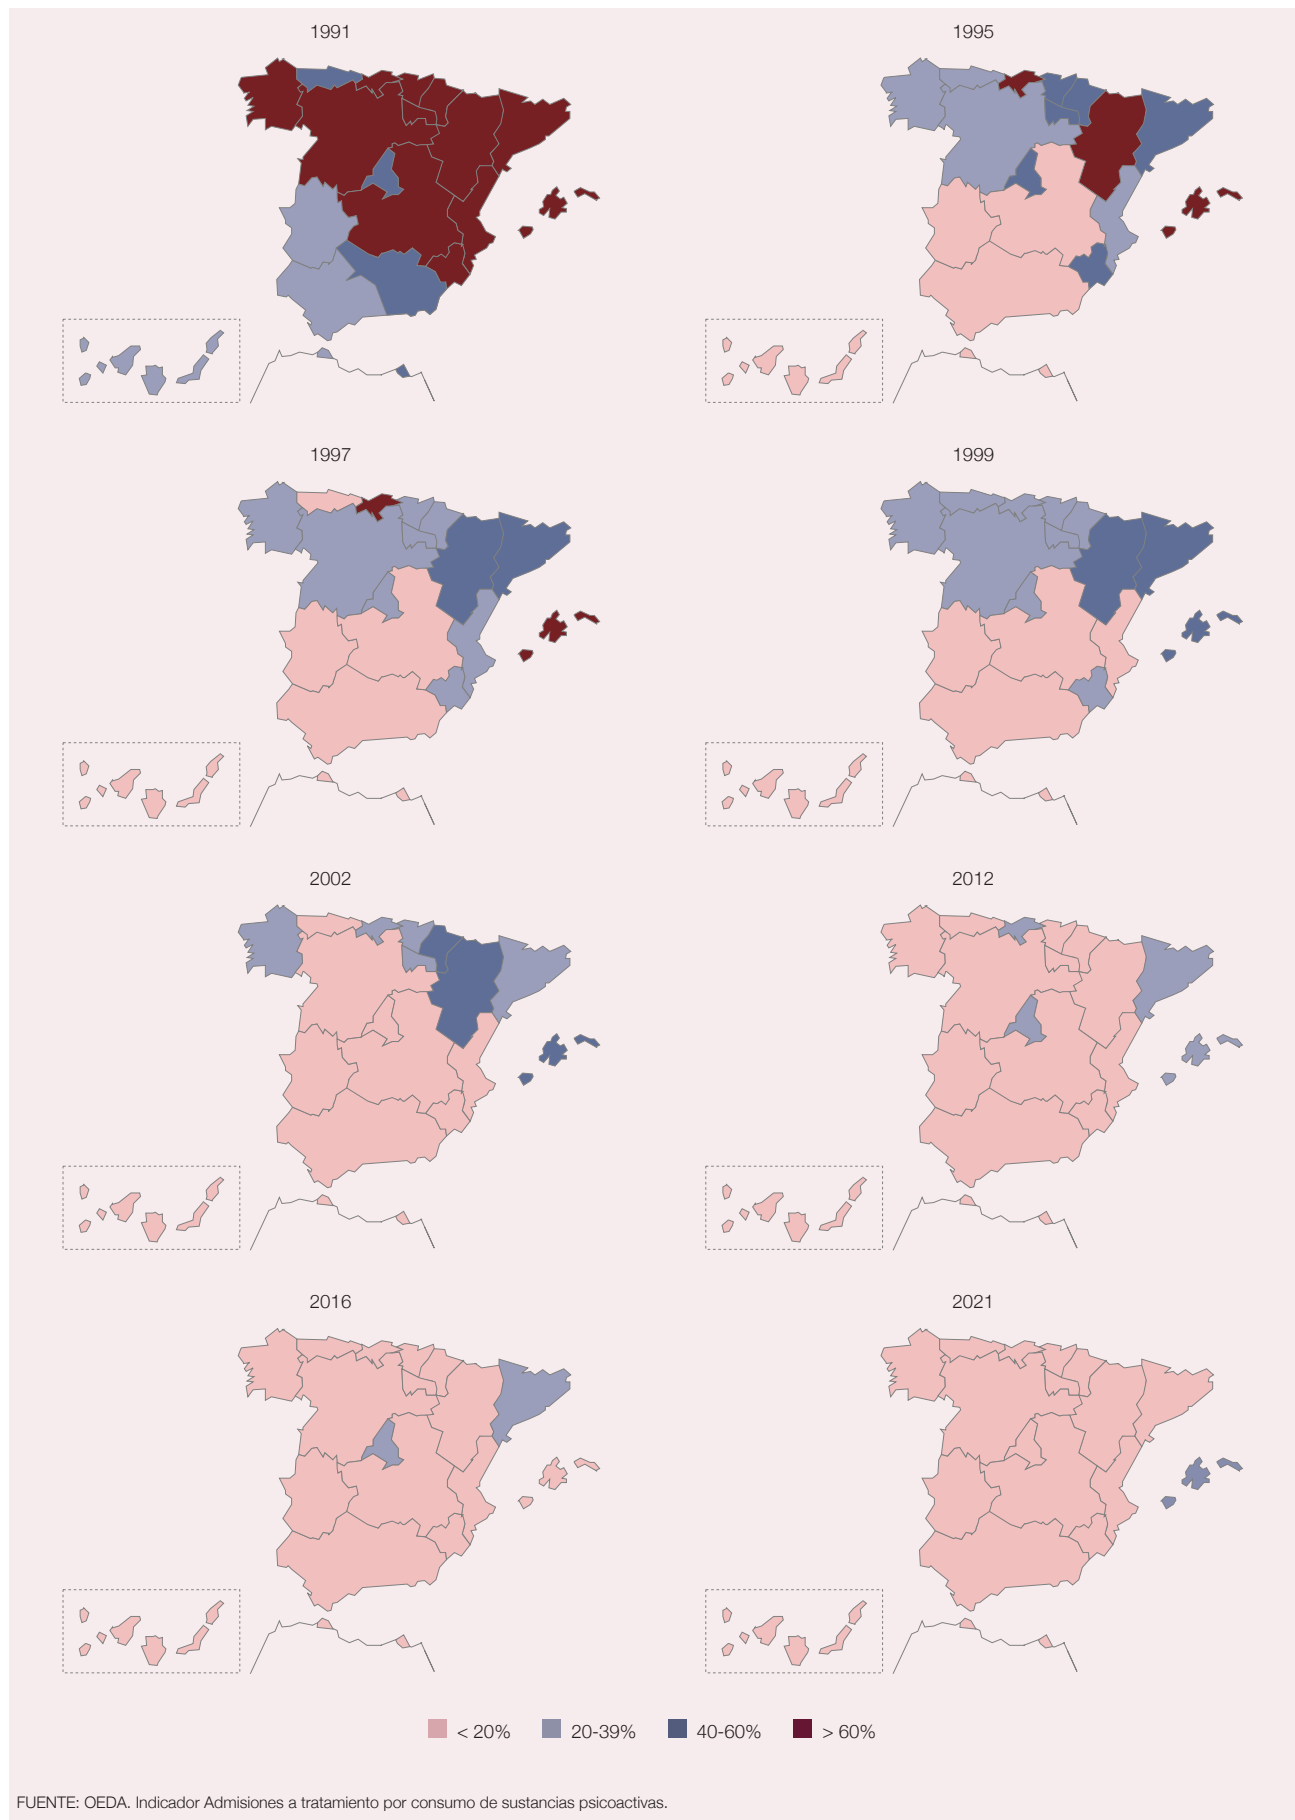 1991 1995
1997 1999
2002 2012
2016 2021
< 20% 20-39% 40-60% > 60%
FUENTE: OEDA. Indicador Admisiones a tratamiento por consumo de sustancias psicoactivas.